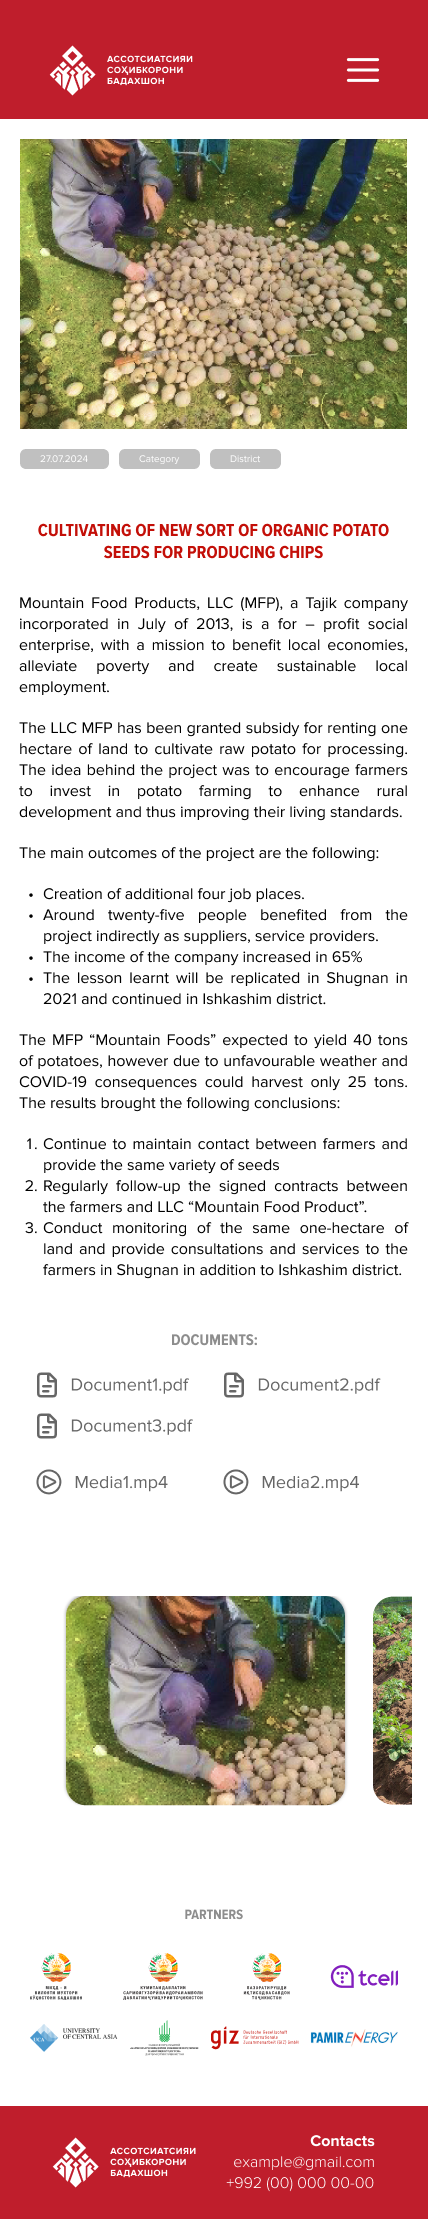 АССОТСИАТСИЯИ
СОҲИБКОРОНИ
БАДАХШОН
27.07.2024 Category District
CULTIVATING OF NEW SORT OF ORGANIC POTATO
SEEDS FOR PRODUCING CHIPS
Mountain Food Products, LLC (MFP), a Tajik company
incorporated in July of 2013, is a for – profit social
enterprise, with a mission to benefit local economies,
alleviate poverty and create sustainable local
employment.
The LLC MFP has been granted subsidy for renting one
hectare of land to cultivate raw potato for processing.
The idea behind the project was to encourage farmers
to invest in potato farming to enhance rural
development and thus improving their living standards.
The main outcomes of the project are the following:
• Creation of additional four job places.
• Around twenty-five people benefited from the
project indirectly as suppliers, service providers.
• The income of the company increased in 65%
• The lesson learnt will be replicated in Shugnan in
2021 and continued in Ishkashim district.
The MFP “Mountain Foods” expected to yield 40 tons
of potatoes, however due to unfavourable weather and
COVID-19 consequences could harvest only 25 tons.
The results brought the following conclusions:
1. Continue to maintain contact between farmers and
provide the same variety of seeds
2. Regularly follow-up the signed contracts between
the farmers and LLC “Mountain Food Product”.
3. Conduct monitoring of the same one-hectare of
land and provide consultations and services to the
farmers in Shugnan in addition to Ishkashim district.
DOCUMENTS:
Document1.pdf Document2.pdf
Document3.pdf
Media1.mp4 Media2.mp4
PARTNERS
tcell
UNIVERSITY
OF CENTRAL ASIA
giz Deutsche Gesellschaft
für Internationale
Zusammenarbeit (GIZ) GmbH
PAMIR ENERGY
АССОТСИАТСИЯИ
СОҲИБКОРОНИ
БАДАХШОН
Contacts
example@gmail.com
+992 (00) 000 00-00